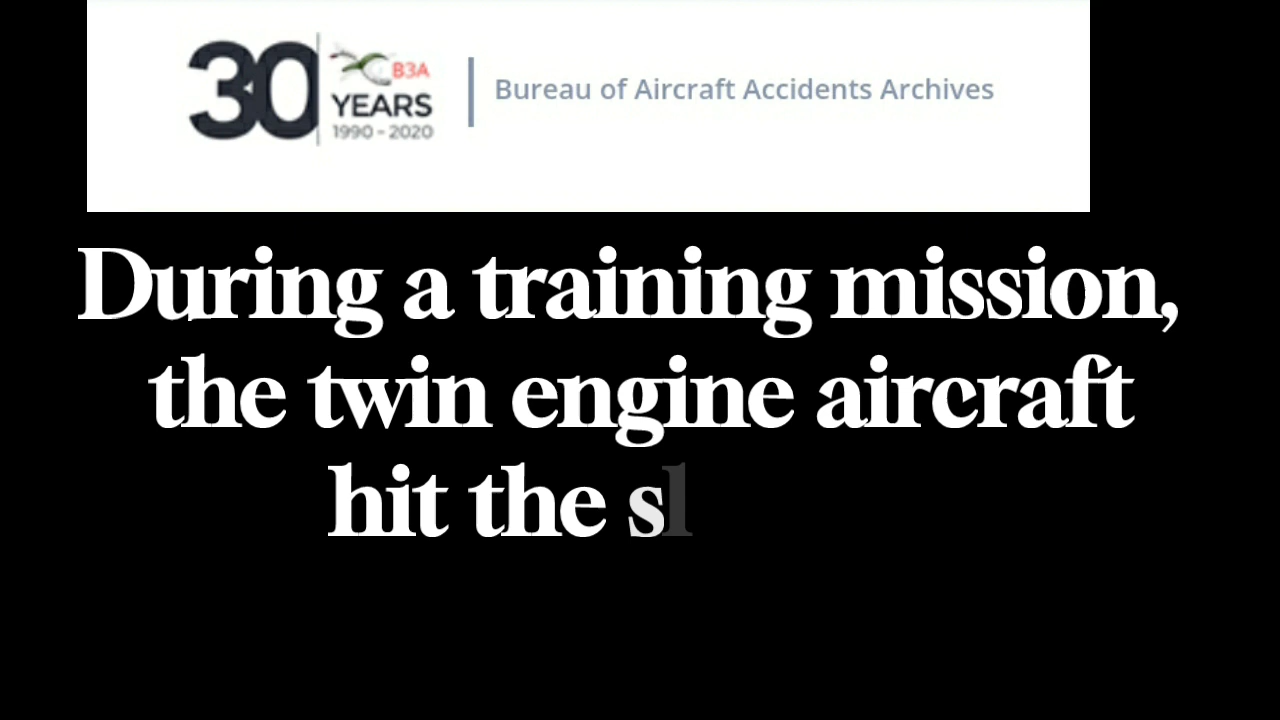 30
B3A
YEARS
1990 - 2020
Bureau of Aircraft Accidents Archives
During a training mission,
the twin engine aircraft
hit the sl